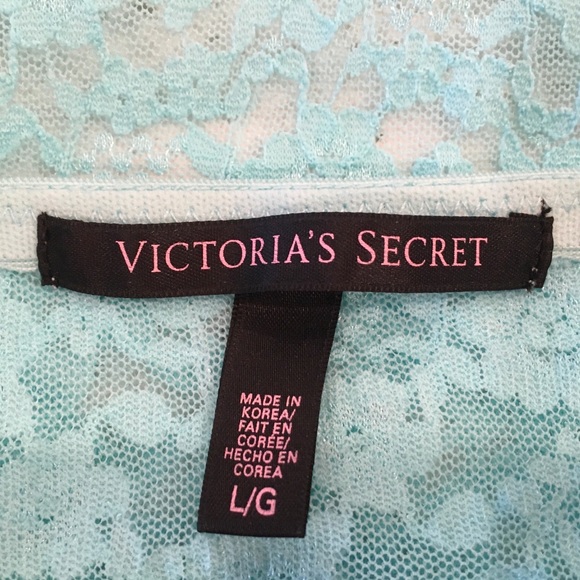 VICTORIA'S SECRET
MADE IN
KOREA/
FAIT EN
CORÉE/
HECHO EN
COREA
L/G